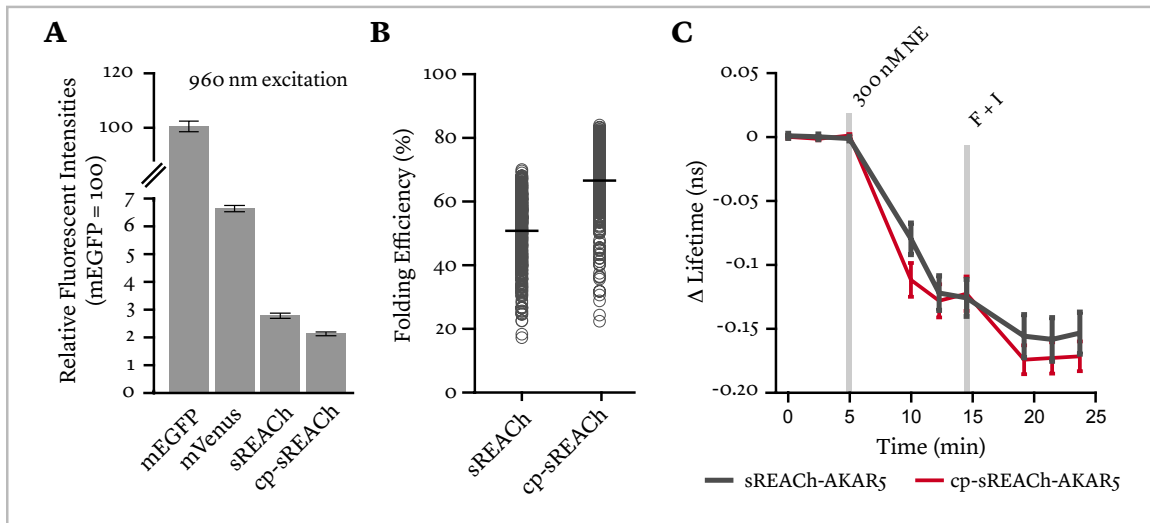 A
960 nm excitation
Relative Fluorescent Intensities
(mEGFP = 100)
120
100
7
6
5
4
3
2
1
0
mEGFP
mVenus
sREACh
cp-sREACh
B
Folding Efficiency (%)
100
80
60
40
20
0
sREACh
cp-sREACh
C
300 nM NE
F + I
Δ Lifetime (ns)
0.05
0
-0.05
-0.1
-0.15
-0.20
0
5
10
15
20
25
Time (min)
sREACh-AKAR5
cp-sREACh-AKAR5